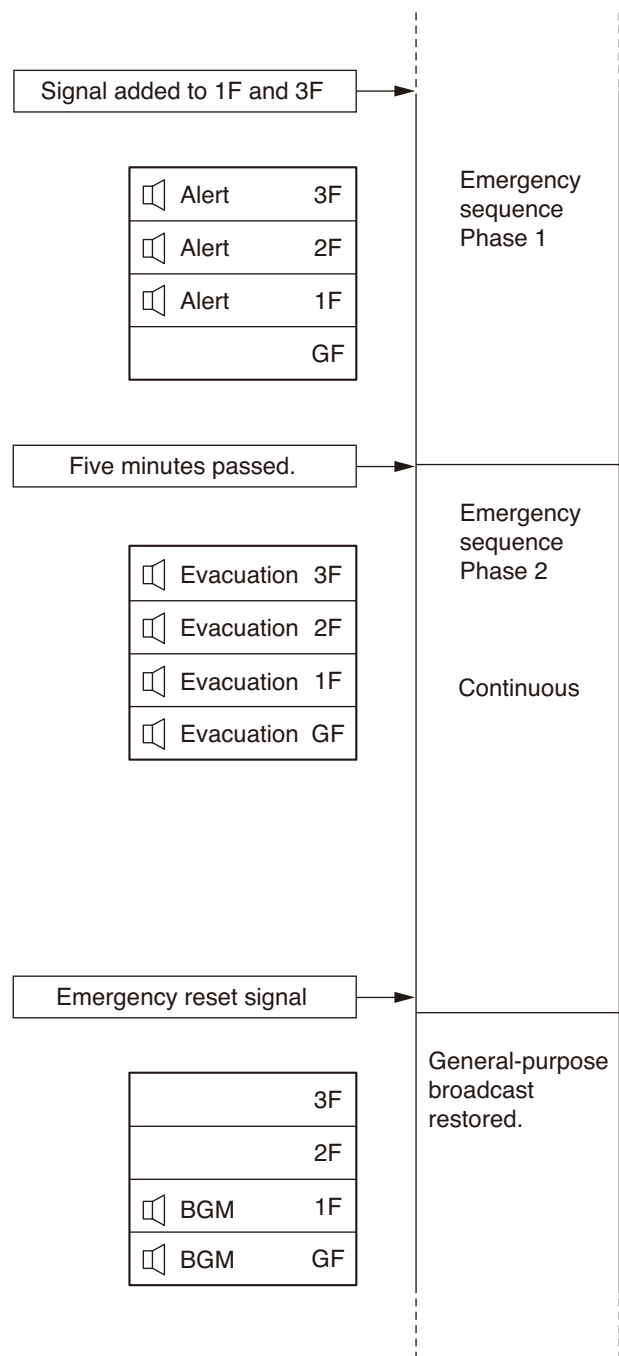 Signal added to 1F and 3F
Emergency
sequence
Phase 1
Alert 3F
Alert 2F
Alert 1F
GF
Five minutes passed.
Emergency
sequence
Phase 2
Evacuation 3F
Evacuation 2F
Evacuation 1F
Evacuation GF
Continuous
Emergency reset signal
General-purpose
broadcast
restored.
3F
2F
BGM 1F
BGM GF